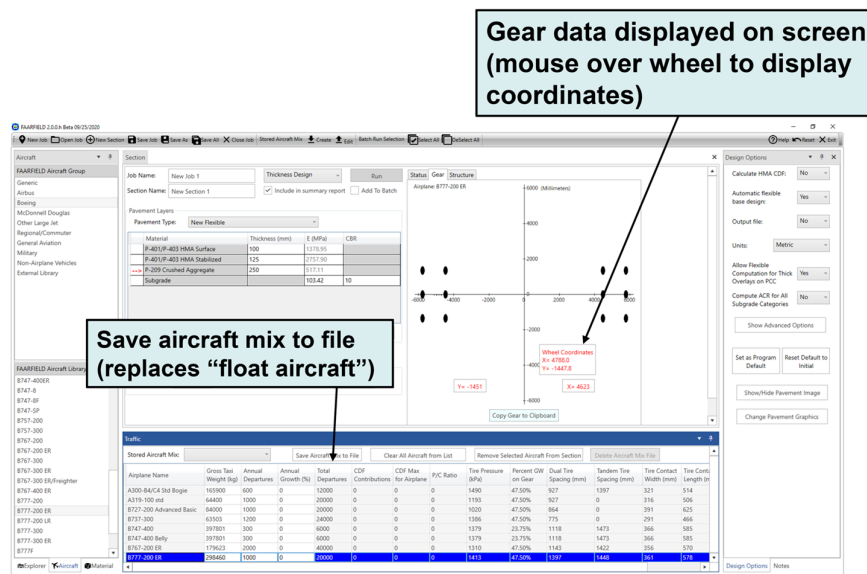 Gear data displayed on screen
(mouse over wheel to display
coordinates)
FAARFIELD 2.0.0.h Beta 09/25/2020
New Job Open Job New Section Save Job Save As Save All Close Job Stored Aircraft Mix Create Edit Batch Run Selection Select All DeSelect All Help Reset Exit
Aircraft
FAARFIELD Aircraft Group
Generic
Airbus
Boeing
McDonnell Douglas
Other Large Jet
Regional/Commuter
General Aviation
Military
Non-Airplane Vehicles
External Library
FAARFIELD Aircraft Library
B747-400ER
B747-8
B747-8F
B747-SP
B757-200
B757-300
B767-200
B767-200 ER
B767-300
B767-300 ER
B767-300 ER/Freighter
B767-400 ER
B777-200
B777-200 ER
B777-200 LR
B777-300
B777-300 ER
B777F
Explorer Aircraft Material
Section
Job Name: New Job 1 Thickness Design Run
Section Name: New Section 1 Include in summary report Add To Batch
Pavement Layers
Pavement Type: New Flexible
Material Thickness (mm) E (MPa) CBR
P-401/P-403 HMA Surface 100 1378.95
P-401/P-403 HMA Stabilized 125 2757.90
--> P-209 Crushed Aggregate 250 517.11
Subgrade 103.42 10
Save aircraft mix to file
(replaces “float aircraft”)
Status Gear Structure
Airplane: B777-200 ER
6000 (Millimeters)
4000
2000
-6000 -4000 -2000 0 2000 4000 6000
-2000
-4000
-6000
Wheel Coordinates
X= 4788.0
Y= -1447.8
Y= -1451 X= 4623
Copy Gear to Clipboard
Design Options
Calculate HMA CDF: No
Automatic flexible
base design: Yes
Output file: No
Units: Metric
Allow Flexible
Computation for Thick Yes
Overlays on PCC
Compute ACR for All
Subgrade Categories No
Show Advanced Options
Set as Program
Default
Reset Default to
Initial
Show/Hide Pavement Image
Change Pavement Graphics
Design Options Notes
Traffic
Stored Aircraft Mix: Save Aircraft Mix to File Clear All Aircraft from List Remove Selected Aircraft From Section Delete Aircraft Mix File
Airplane Name Gross Taxi Weight (kg) Annual Departures Annual Growth (%) Total Departures CDF Contributions CDF Max for Airplane P/C Ratio Tire Pressure (kPa) Percent GW on Gear Dual Tire Spacing (mm) Tandem Tire Spacing (mm) Tire Contact Width (mm) Tire Conta Length (m
A300-B4/C4 Std Bogie 165900 600 0 12000 0 0 0 1490 47.50% 927 1397 321 514
A319-100 std 64400 1000 0 20000 0 0 0 1193 47.50% 927 0 316 506
B727-200 Advanced Basic 84000 1000 0 20000 0 0 0 1020 47.50% 864 0 391 625
B737-300 63503 1200 0 24000 0 0 0 1386 47.50% 775 0 291 466
B747-400 397801 300 0 6000 0 0 0 1379 23.75% 1118 1473 366 585
B747-400 Belly 397801 300 0 6000 0 0 0 1379 23.75% 1118 1473 366 585
B767-200 ER 179623 2000 0 40000 0 0 0 1310 47.50% 1143 1422 356 570
B777-200 ER 298460 1000 0 20000 0 0 0 1413 47.50% 1397 1448 361 578